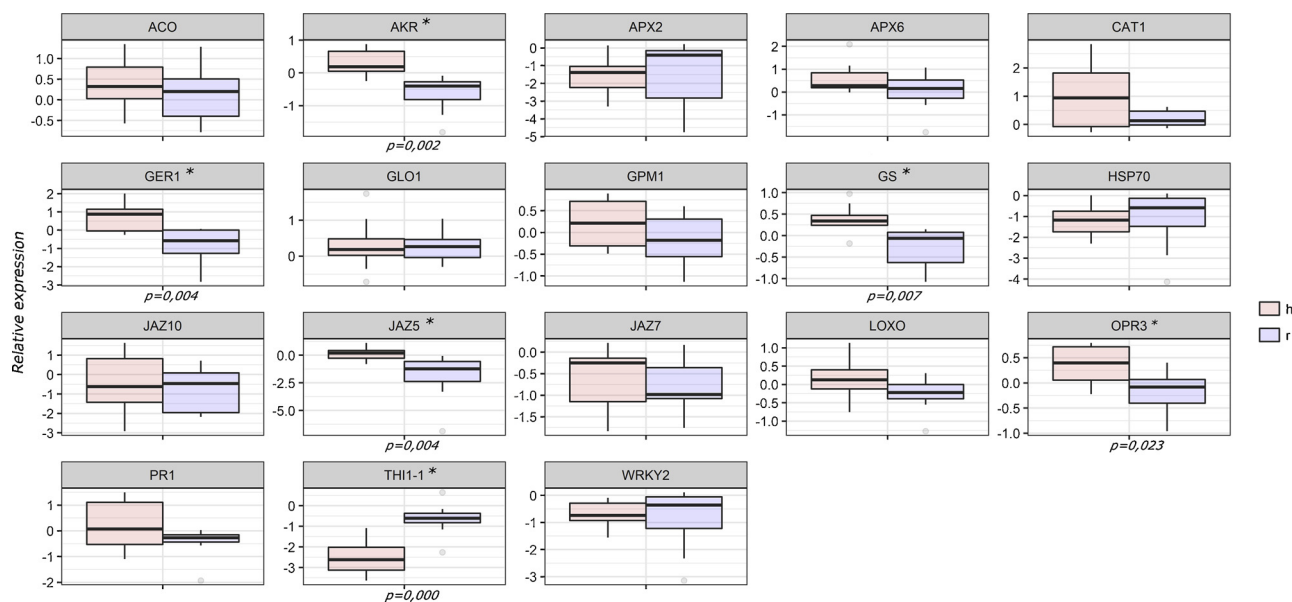 ACO
AKR *
APX2
APX6
CAT1
1.0
0.5
0.0
-0.5
1
0
-1
0
-1
-2
-3
-4
-5
2
1
0
-1
2
1
0
p=0,002
GER1 *
GLO1
GPM1
GS *
HSP70
2
1
0
-1
-2
-3
1
0
0.5
0.0
-0.5
-1.0
1.0
0.5
0.0
-0.5
-1.0
0
-1
-2
-3
-4
p=0,004
p=0,007
Relative expression
h
r
JAZ10
JAZ5 *
JAZ7
LOXO
OPR3 *
1
0
-1
-2
-3
0.0
-2.5
-5.0
0.0
-0.5
-1.0
-1.5
1.0
0.5
0.0
-0.5
-1.0
0.5
0.0
-0.5
-1.0
p=0,004
p=0,023
PR1
THI1-1 *
WRKY2
1
0
-1
-2
0
-1
-2
-3
0
-1
-2
-3
p=0,000